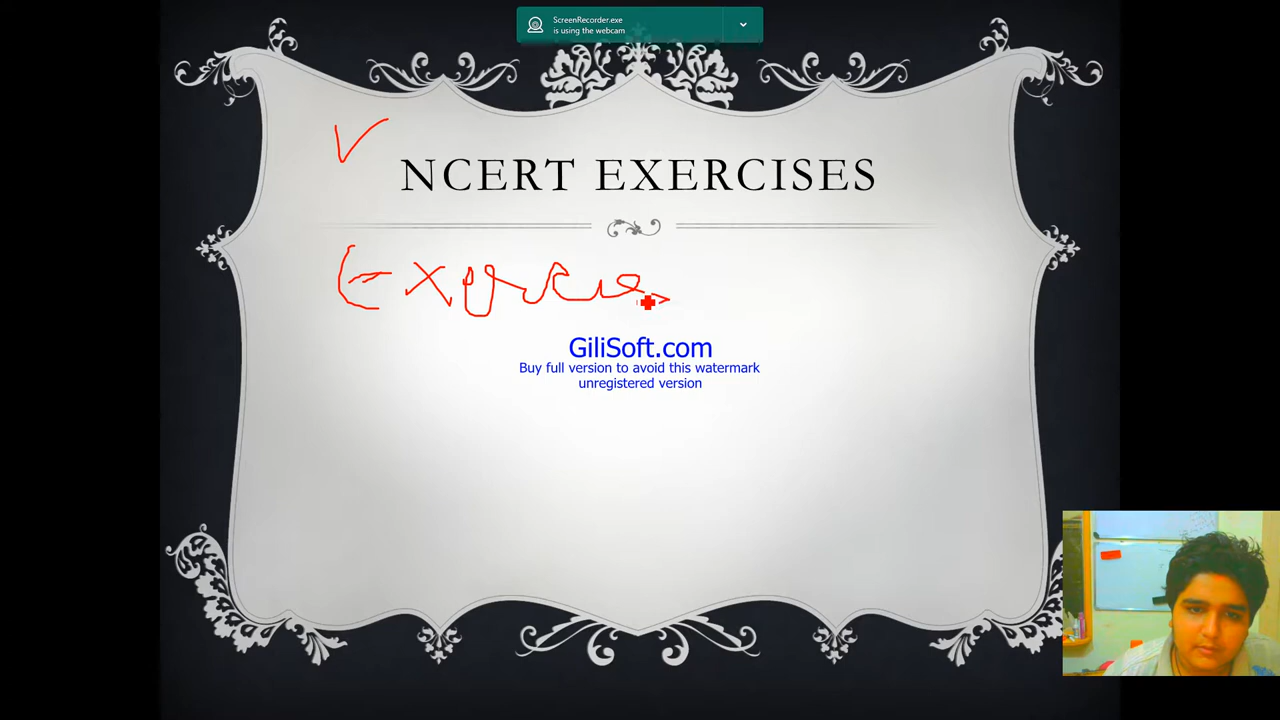 ScreenRecorder.exe
is using the webcam
NCERT EXERCISES
GiliSoft.com
Buy full version to avoid this watermark
unregistered version